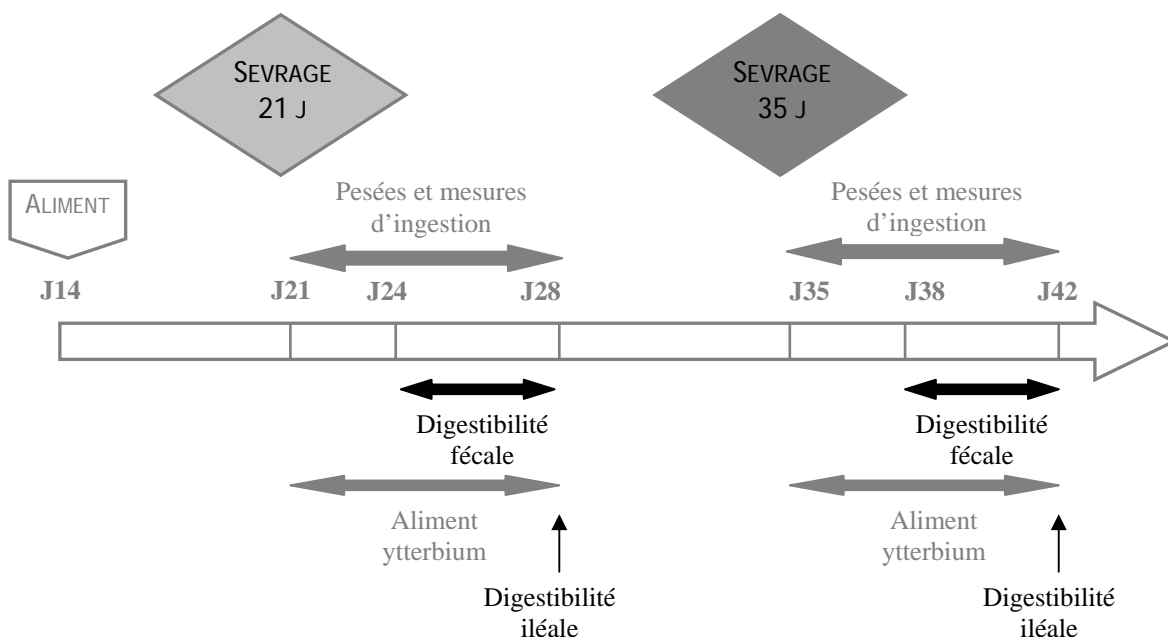 SEVRAGE
21 J
SEVRAGE
35 J
ALIMENT
Pesées et mesures
d’ingestion
Pesées et mesures
d’ingestion
J14
J21
J24
J28
J35
J38
J42
Digestibilité
fécale
Digestibilité
fécale
Aliment
ytterbium
Aliment
ytterbium
Digestibilité
iléale
Digestibilité
iléale